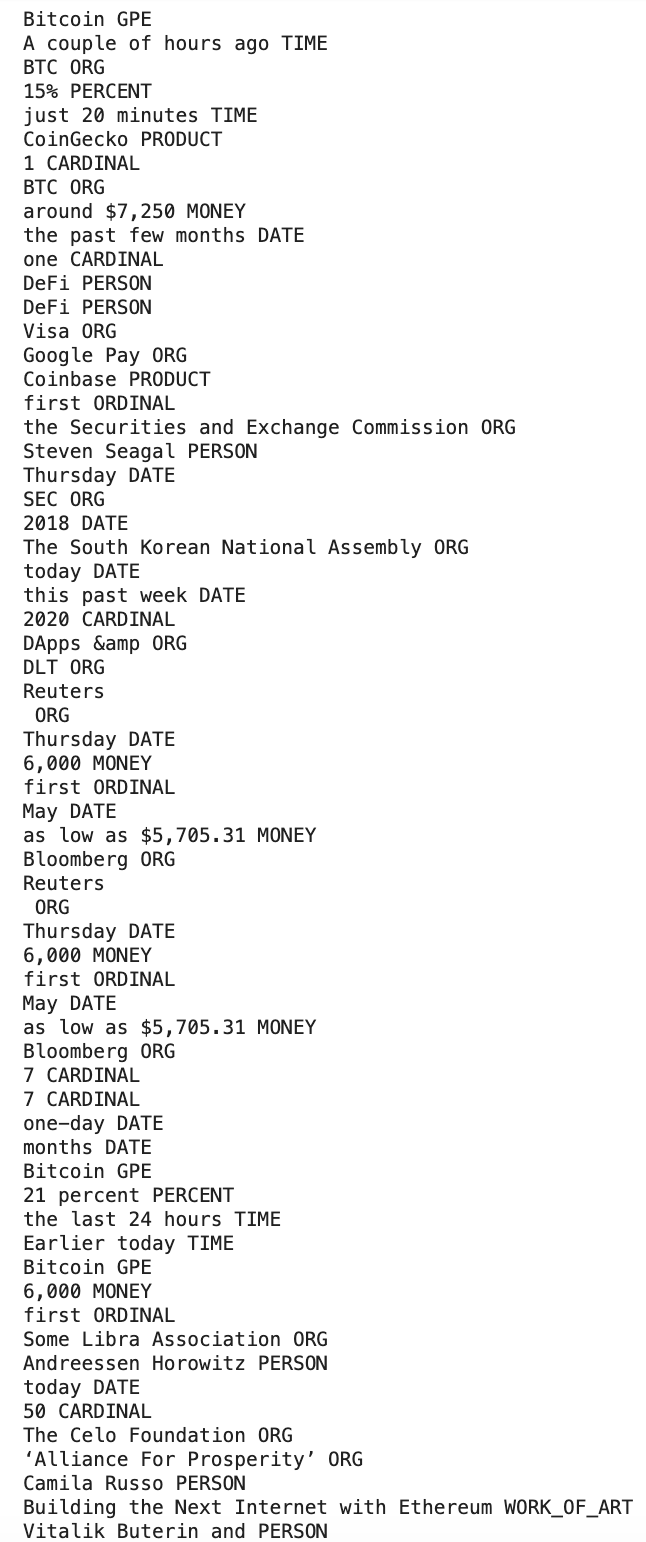 Bitcoin GPE
A couple of hours ago TIME
BTC ORG
15% PERCENT
just 20 minutes TIME
CoinGecko PRODUCT
1 CARDINAL
BTC ORG
around $7,250 MONEY
the past few months DATE
one CARDINAL
DeFi PERSON
DeFi PERSON
Visa ORG
Google Pay ORG
Coinbase PRODUCT
first ORDINAL
the Securities and Exchange Commission ORG
Steven Seagal PERSON
Thursday DATE
SEC ORG
2018 DATE
The South Korean National Assembly ORG
today DATE
this past week DATE
2020 CARDINAL
DApps &amp ORG
DLT ORG
Reuters
 ORG
Thursday DATE
6,000 MONEY
first ORDINAL
May DATE
as low as $5,705.31 MONEY
Bloomberg ORG
Reuters
 ORG
Thursday DATE
6,000 MONEY
first ORDINAL
May DATE
as low as $5,705.31 MONEY
Bloomberg ORG
7 CARDINAL
7 CARDINAL
one-day DATE
months DATE
Bitcoin GPE
21 percent PERCENT
the last 24 hours TIME
Earlier today TIME
Bitcoin GPE
6,000 MONEY
first ORDINAL
Some Libra Association ORG
Andreessen Horowitz PERSON
today DATE
50 CARDINAL
The Celo Foundation ORG
‘Alliance For Prosperity’ ORG
Camila Russo PERSON
Building the Next Internet with Ethereum WORK_OF_ART
Vitalik Buterin and PERSON